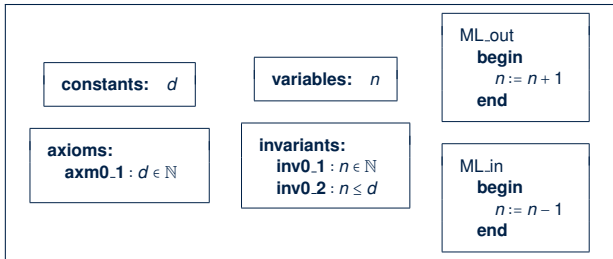 constants: d
variables: n
ML_out
begin
n := n + 1
end
axioms:
axm0_1 : d ∈ ℕ
invariants:
inv0_1 : n ∈ ℕ
inv0_2 : n ≤ d
ML_in
begin
n := n − 1
end